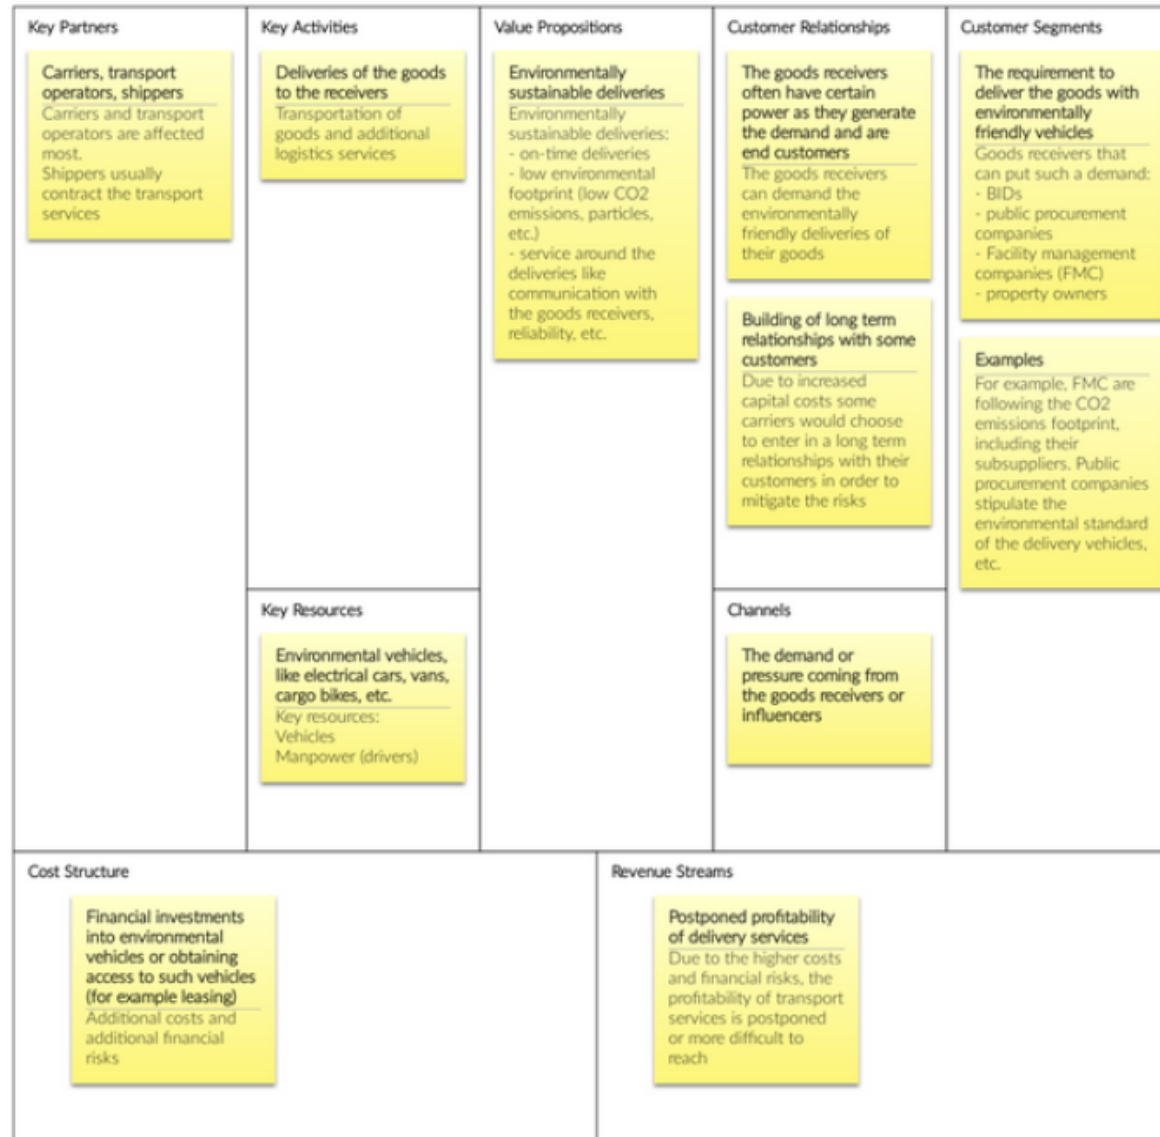 Key Partners
Carriers, transport
operators, shippers
Carriers and transport
operators are affected
most.
Shippers usually
contract the transport
services
Key Activities
Deliveries of the goods
to the receivers
Transportation of
goods and additional
logistics services
Key Resources
Environmental vehicles,
like electrical cars, vans,
cargo bikes, etc.
Key resources:
Vehicles
Manpower (drivers)
Value Propositions
Environmentally
sustainable deliveries
Environmentally
sustainable deliveries:
- on-time deliveries
- low environmental
footprint (low CO2
emissions, particles,
etc.)
- service around the
deliveries like
communication with
the goods receivers,
reliability, etc.
Customer Relationships
The goods receivers
often have certain
power as they generate
the demand and are
end customers
The goods receivers
can demand the
environmentally
friendly deliveries of
their goods
Building of long term
relationships with some
customers
Due to increased
capital costs some
carriers would choose
to enter in a long term
relationships with their
customers in order to
mitigate the risks
Channels
The demand or
pressure coming from
the goods receivers or
influencers
Customer Segments
The requirement to
deliver the goods with
environmentally
friendly vehicles
Goods receivers that
can put such a demand:
- BIDs
- public procurement
companies
- Facility management
companies (FMC)
- property owners
Examples
For example, FMC are
following the CO2
emissions footprint,
including their
subsuppliers. Public
procurement companies
stipulate the
environmental standard
of the delivery vehicles,
etc.
Cost Structure
Financial investments
into environmental
vehicles or obtaining
access to such vehicles
(for example leasing)
Additional costs and
additional financial
risks
Revenue Streams
Postponed profitability
of delivery services
Due to the higher costs
and financial risks, the
profitability of transport
services is postponed
or more difficult to
reach